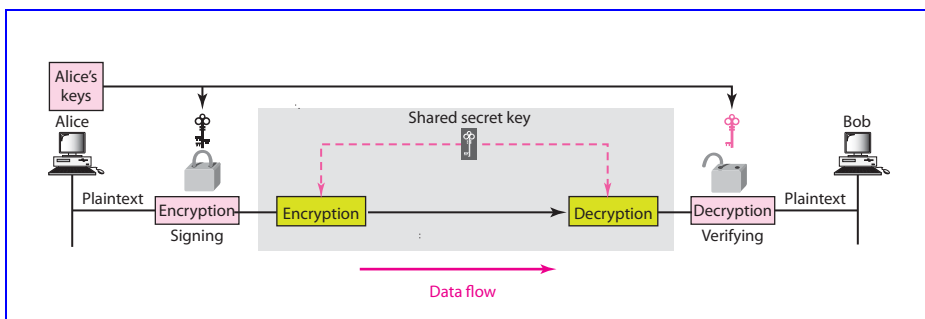 Alice's
keys
Alice
Shared secret key
Bob
Plaintext
Encryption
Encryption
Decryption
Decryption
Plaintext
Signing
Verifying
Data flow